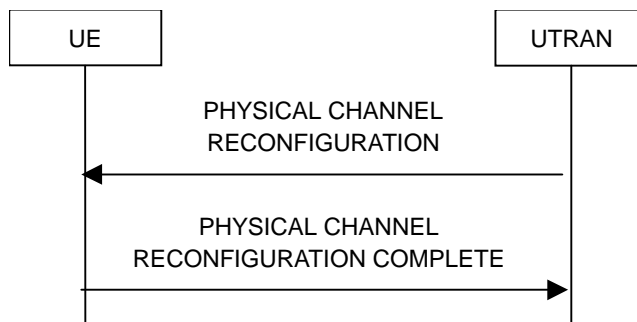 UE
UTRAN
PHYSICAL CHANNEL
RECONFIGURATION
PHYSICAL CHANNEL
RECONFIGURATION COMPLETE